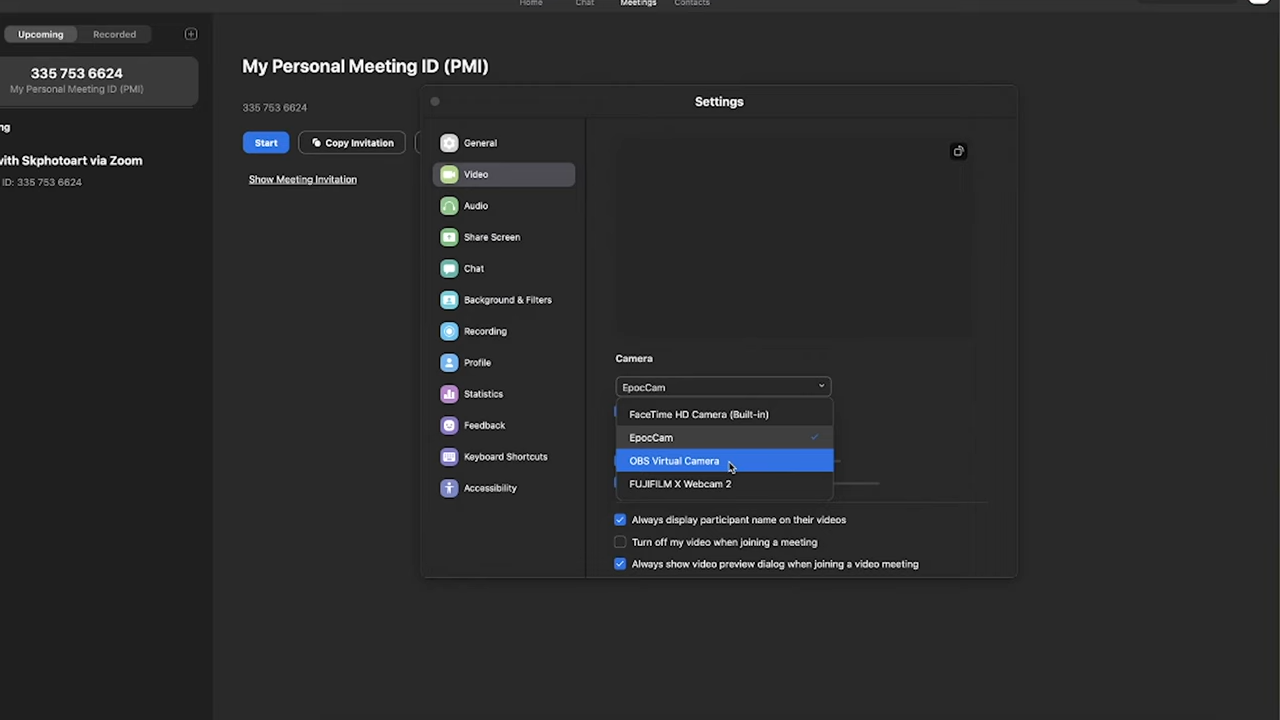 Home Chat Meetings Contacts
Upcoming Recorded
335 753 6624
My Personal Meeting ID (PMI)
ng
with Skphotoart via Zoom
ID: 335 753 6624
My Personal Meeting ID (PMI)
335 753 6624
Start Copy Invitation
Show Meeting Invitation
Settings
General
Video
Audio
Share Screen
Chat
Background & Filters
Recording
Profile
Statistics
Feedback
Keyboard Shortcuts
Accessibility
Camera
EpocCam
FaceTime HD Camera (Built-in)
EpocCam
OBS Virtual Camera
FUJIFILM X Webcam 2
Always display participant name on their videos
Turn off my video when joining a meeting
Always show video preview dialog when joining a video meeting